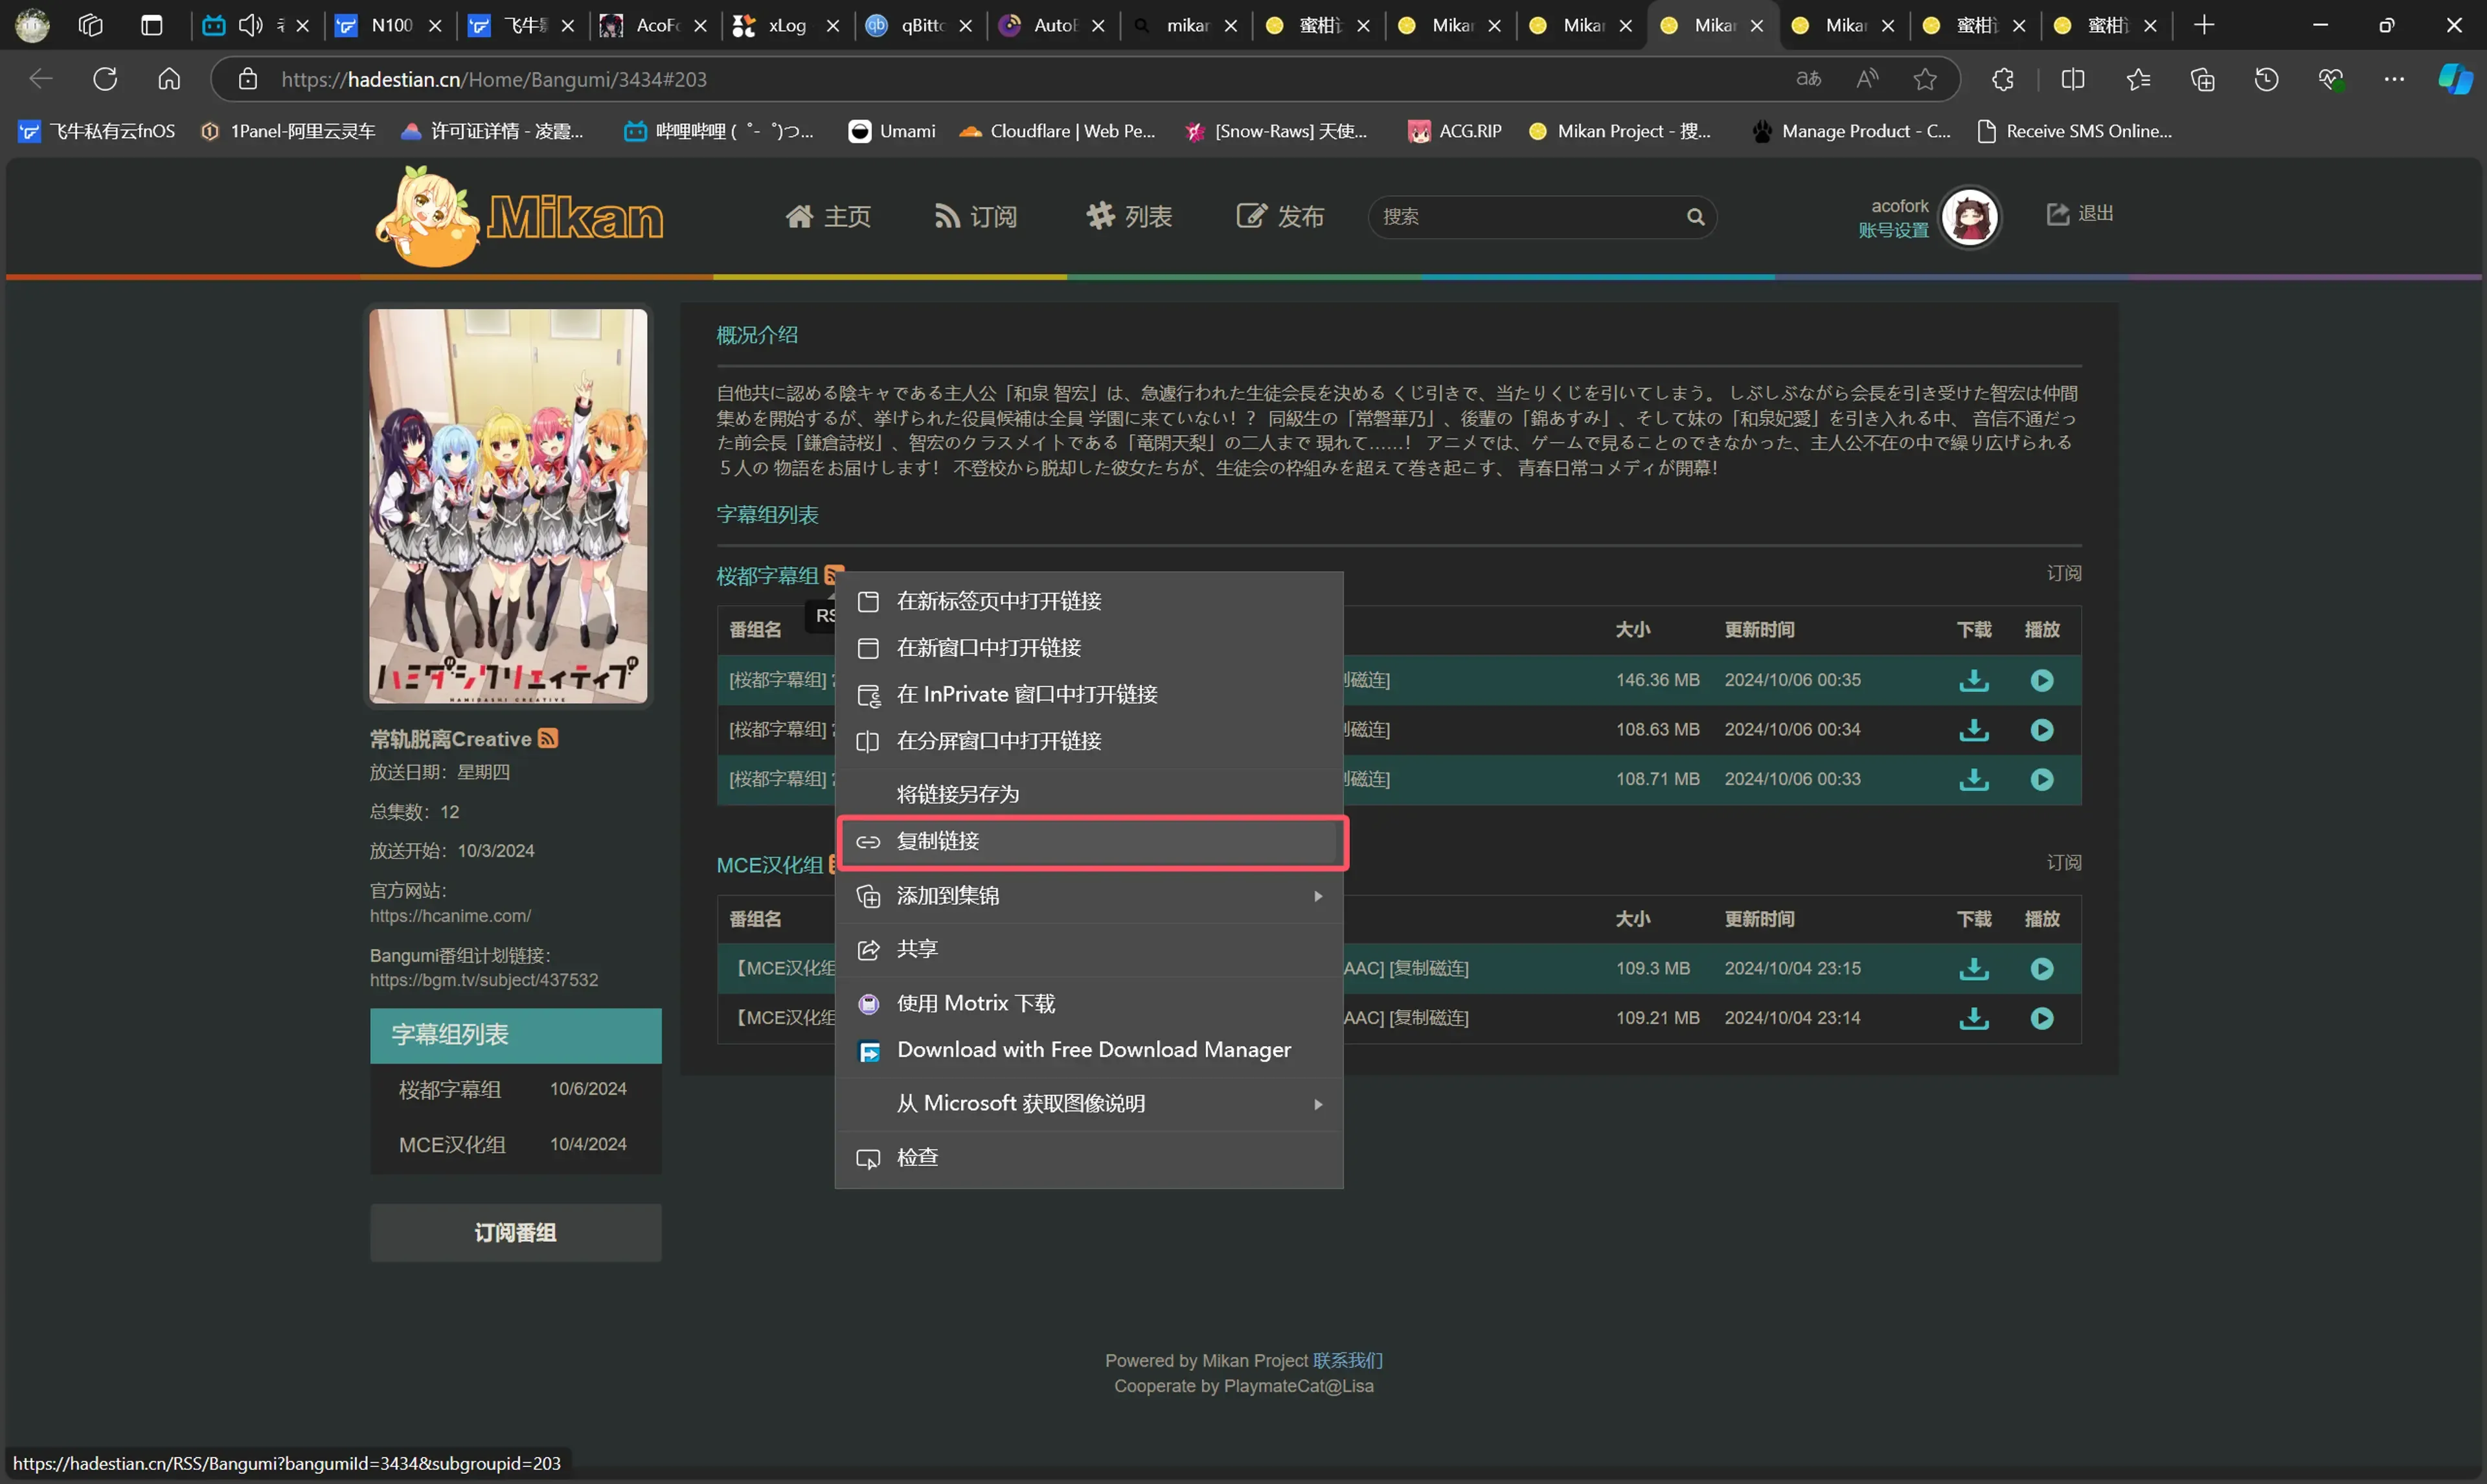 N100
飞牛影
AcoFo
xLog
qBitto
AutoB
mikan
蜜柑计
Mikan
Mikan
Mikan
Mikan
蜜柑计
蜜柑计
https://hadestian.cn/Home/Bangumi/3434#203
飞牛私有云fnOS
1Panel-阿里云灵车
许可证详情 - 凌霞...
哔哩哔哩 ( ゜- ゜)つ...
Umami
Cloudflare | Web Pe...
[Snow-Raws] 天使...
ACG.RIP
Mikan Project - 搜...
Manage Product - C...
Receive SMS Online...
Mikan
主页
订阅
列表
发布
搜索
acofork
账号设置
退出
概况介绍
自他共に認める陰キャである主人公「和泉 智宏」は、急遽行われた生徒会長を決める くじ引きで、当たりくじを引いてしまう。 しぶしぶながら会長を引き受けた智宏は仲間
集めを開始するが、挙げられた役員候補は全員 学園に来ていない！？ 同級生の「常磐華乃」、後輩の「錦あすみ」、そして妹の「和泉妃愛」を引き入れる中、 音信不通だっ
た前会長「鎌倉詩桜」、智宏のクラスメイトである「竜閑天梨」の二人まで 現れて……！ アニメでは、ゲームで見ることのできなかった、主人公不在の中で繰り広げられる
５人の 物語をお届けします！ 不登校から脱却した彼女たちが、生徒会の枠組みを超えて巻き起こす、 青春日常コメディが開幕！
字幕组列表
桜都字幕组
订阅
RS
番组名
大小
更新时间
下载
播放
[桜都字幕组]
制磁连]
146.36 MB
2024/10/06 00:35
[桜都字幕组]
制磁连]
108.63 MB
2024/10/06 00:34
[桜都字幕组]
制磁连]
108.71 MB
2024/10/06 00:33
MCE汉化组
订阅
番组名
大小
更新时间
下载
播放
【MCE汉化组
AAC] [复制磁连]
109.3 MB
2024/10/04 23:15
【MCE汉化组
AAC] [复制磁连]
109.21 MB
2024/10/04 23:14
在新标签页中打开链接
在新窗口中打开链接
在 InPrivate 窗口中打开链接
在分屏窗口中打开链接
将链接另存为
复制链接
添加到集锦
共享
使用 Motrix 下载
Download with Free Download Manager
从 Microsoft 获取图像说明
检查
ハミダシクリエイティブ
HAMIDASHI CREATIVE
常轨脱离Creative
放送日期：星期四
总集数：12
放送开始：10/3/2024
官方网站：
https://hcanime.com/
Bangumi番组计划链接：
https://bgm.tv/subject/437532
字幕组列表
桜都字幕组 10/6/2024
MCE汉化组 10/4/2024
订阅番组
Powered by Mikan Project 联系我们
Cooperate by PlaymateCat@Lisa
https://hadestian.cn/RSS/Bangumi?bangumiId=3434&subgroupid=203